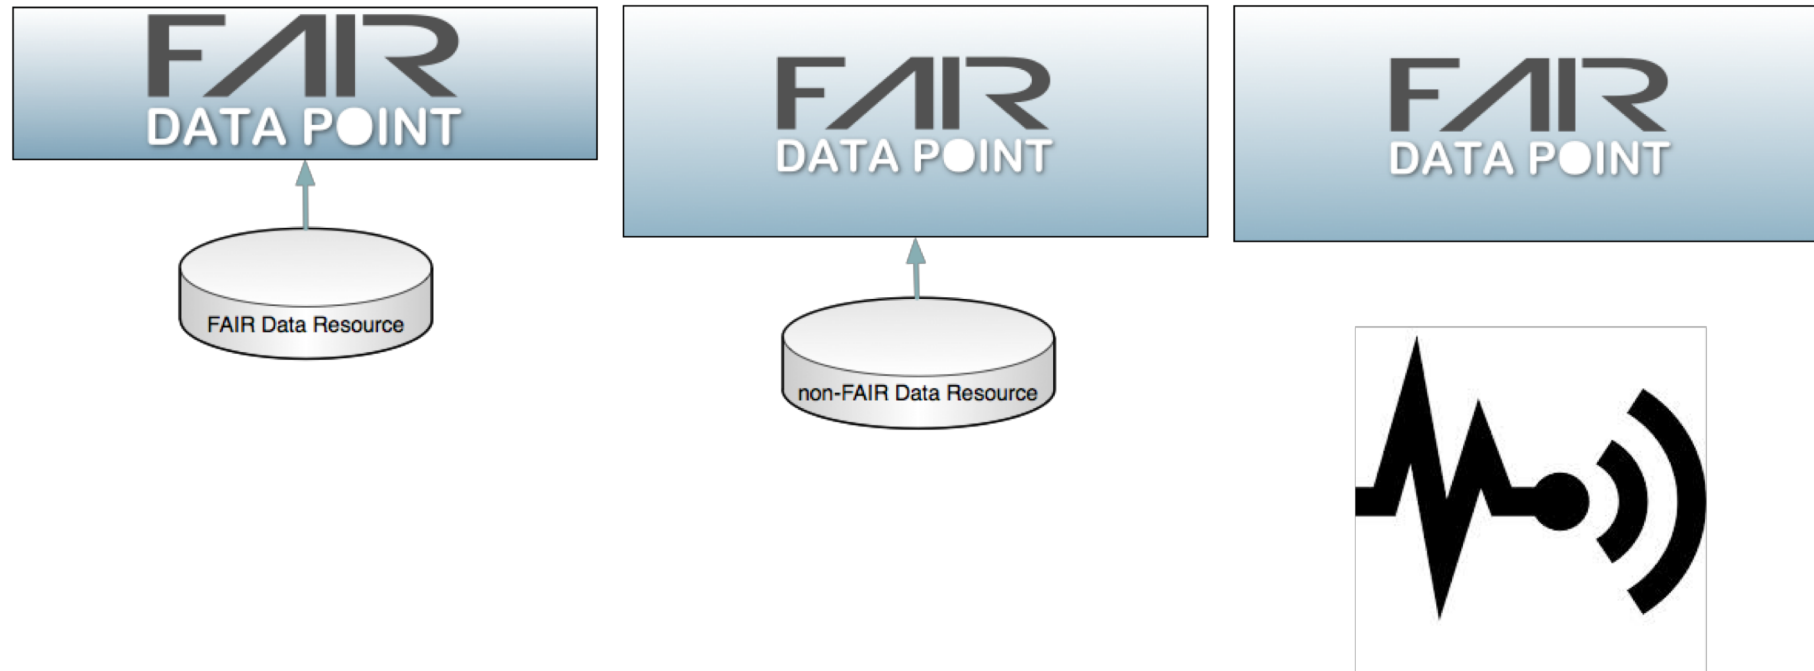 FAIR
DATA POINT
FAIR Data Resource
FAIR
DATA POINT
non-FAIR Data Resource
FAIR
DATA POINT